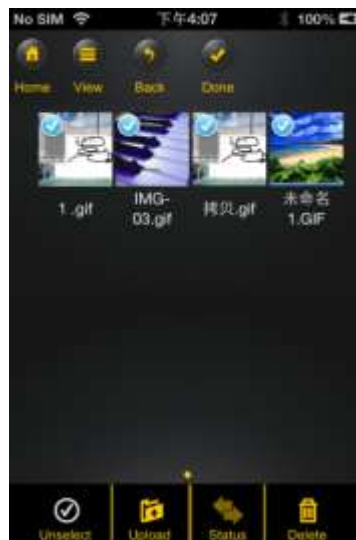 No SIM 下午4:07 100%
Home View Back Done
1 .gif IMG-03.gif 拷贝.gif 未命名1.GIF
Unselect Upload Status Delete